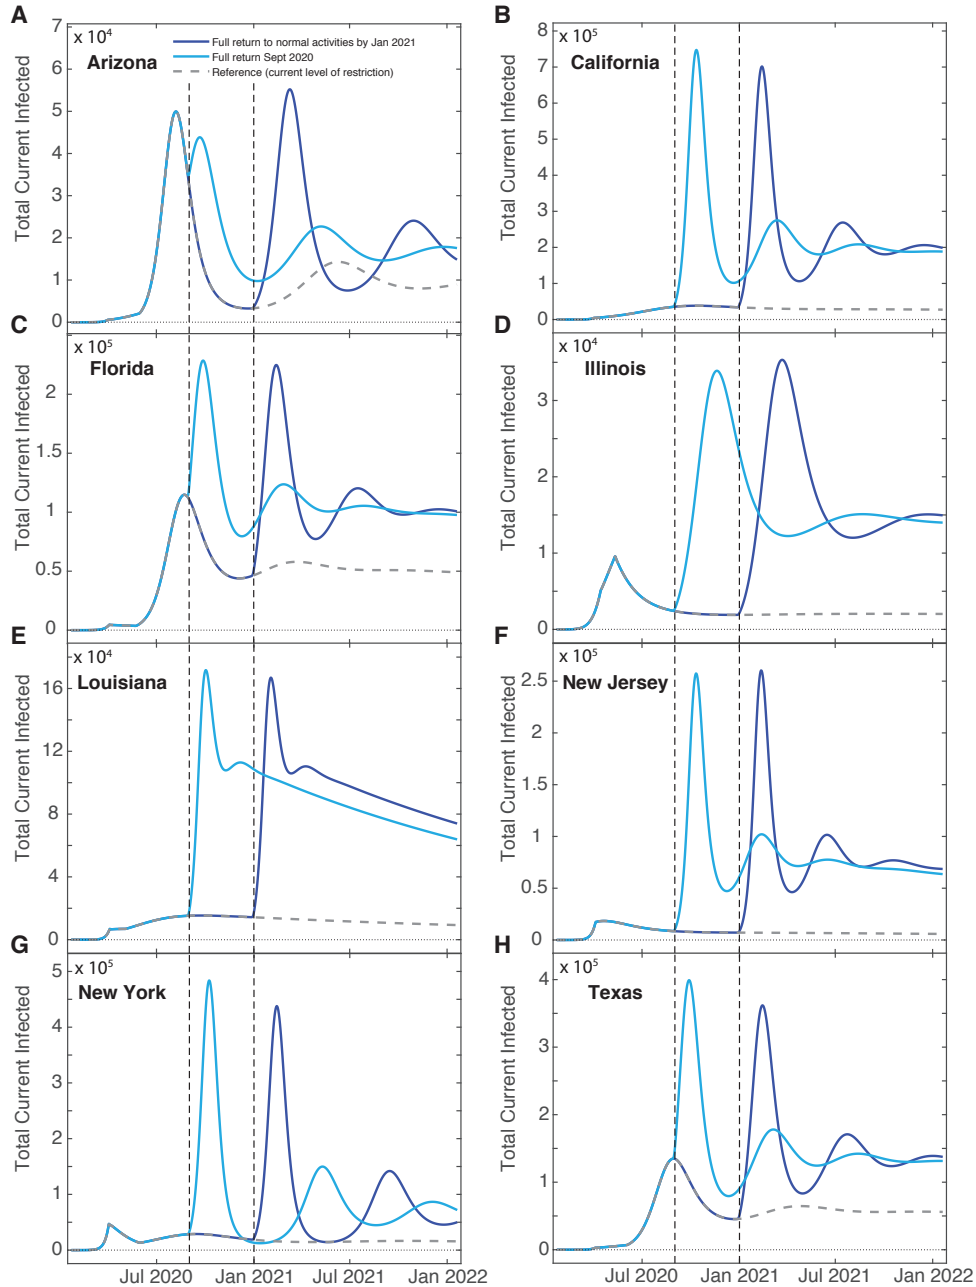 A
x 10⁴
Arizona
Full return to normal activities by Jan 2021
Full return Sept 2020
Reference (current level of restriction)
Total Current Infected
7
6
5
4
3
2
1
0
B
x 10⁵
California
Total Current Infected
8
7
6
5
4
3
2
1
0
C
x 10⁵
Florida
Total Current Infected
2
1.5
1
0.5
0
D
x 10⁴
Illinois
Total Current Infected
3
2
1
0
E
x 10⁴
Louisiana
Total Current Infected
16
12
8
4
0
F
x 10⁵
New Jersey
Total Current Infected
2.5
2
1.5
1
0.5
0
G
x 10⁵
New York
Total Current Infected
5
4
3
2
1
0
Jul 2020 Jan 2021 Jul 2021 Jan 2022
H
x 10⁵
Texas
Total Current Infected
4
3
2
1
0
Jul 2020 Jan 2021 Jul 2021 Jan 2022